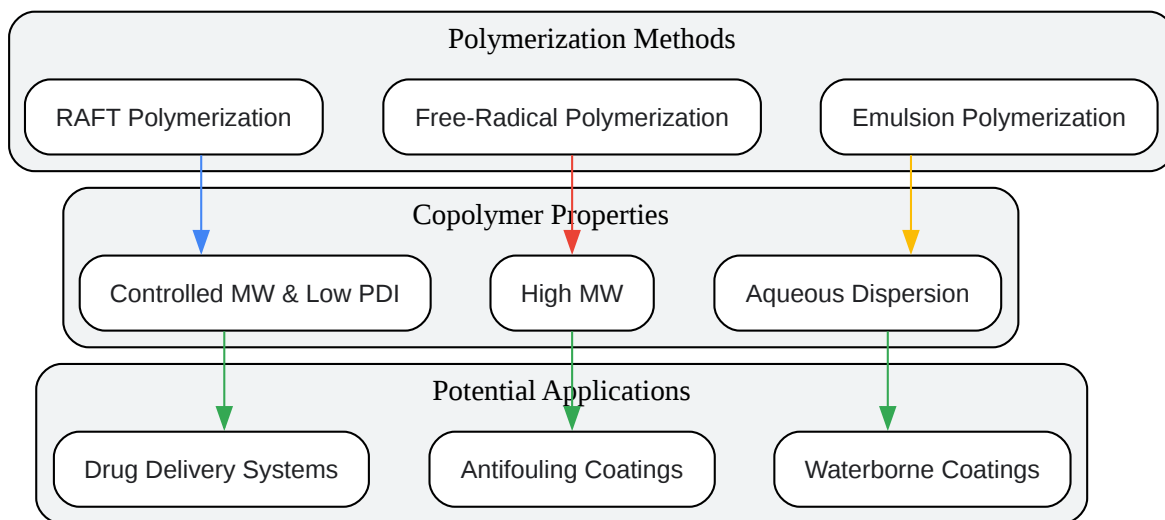 Polymerization Methods
RAFT Polymerization
Free-Radical Polymerization
Emulsion Polymerization
Copolymer Properties
Controlled MW & Low PDI
High MW
Aqueous Dispersion
Potential Applications
Drug Delivery Systems
Antifouling Coatings
Waterborne Coatings